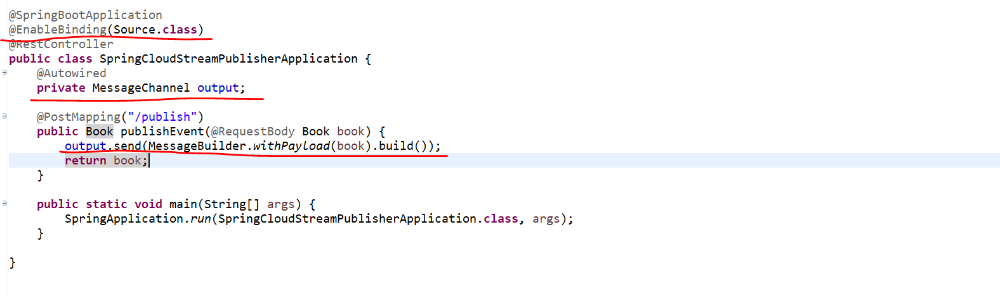 @SpringBootApplication
@EnableBinding(Source.class)
@RestController
public class SpringCloudStreamPublisherApplication {
@Autowired
private MessageChannel output;
@PostMapping("/publish")
public Book publishEvent(@RequestBody Book book) {
output.send(MessageBuilder.withPayload(book).build());
return book;
}
public static void main(String[] args) {
SpringApplication.run(SpringCloudStreamPublisherApplication.class, args);
}
}